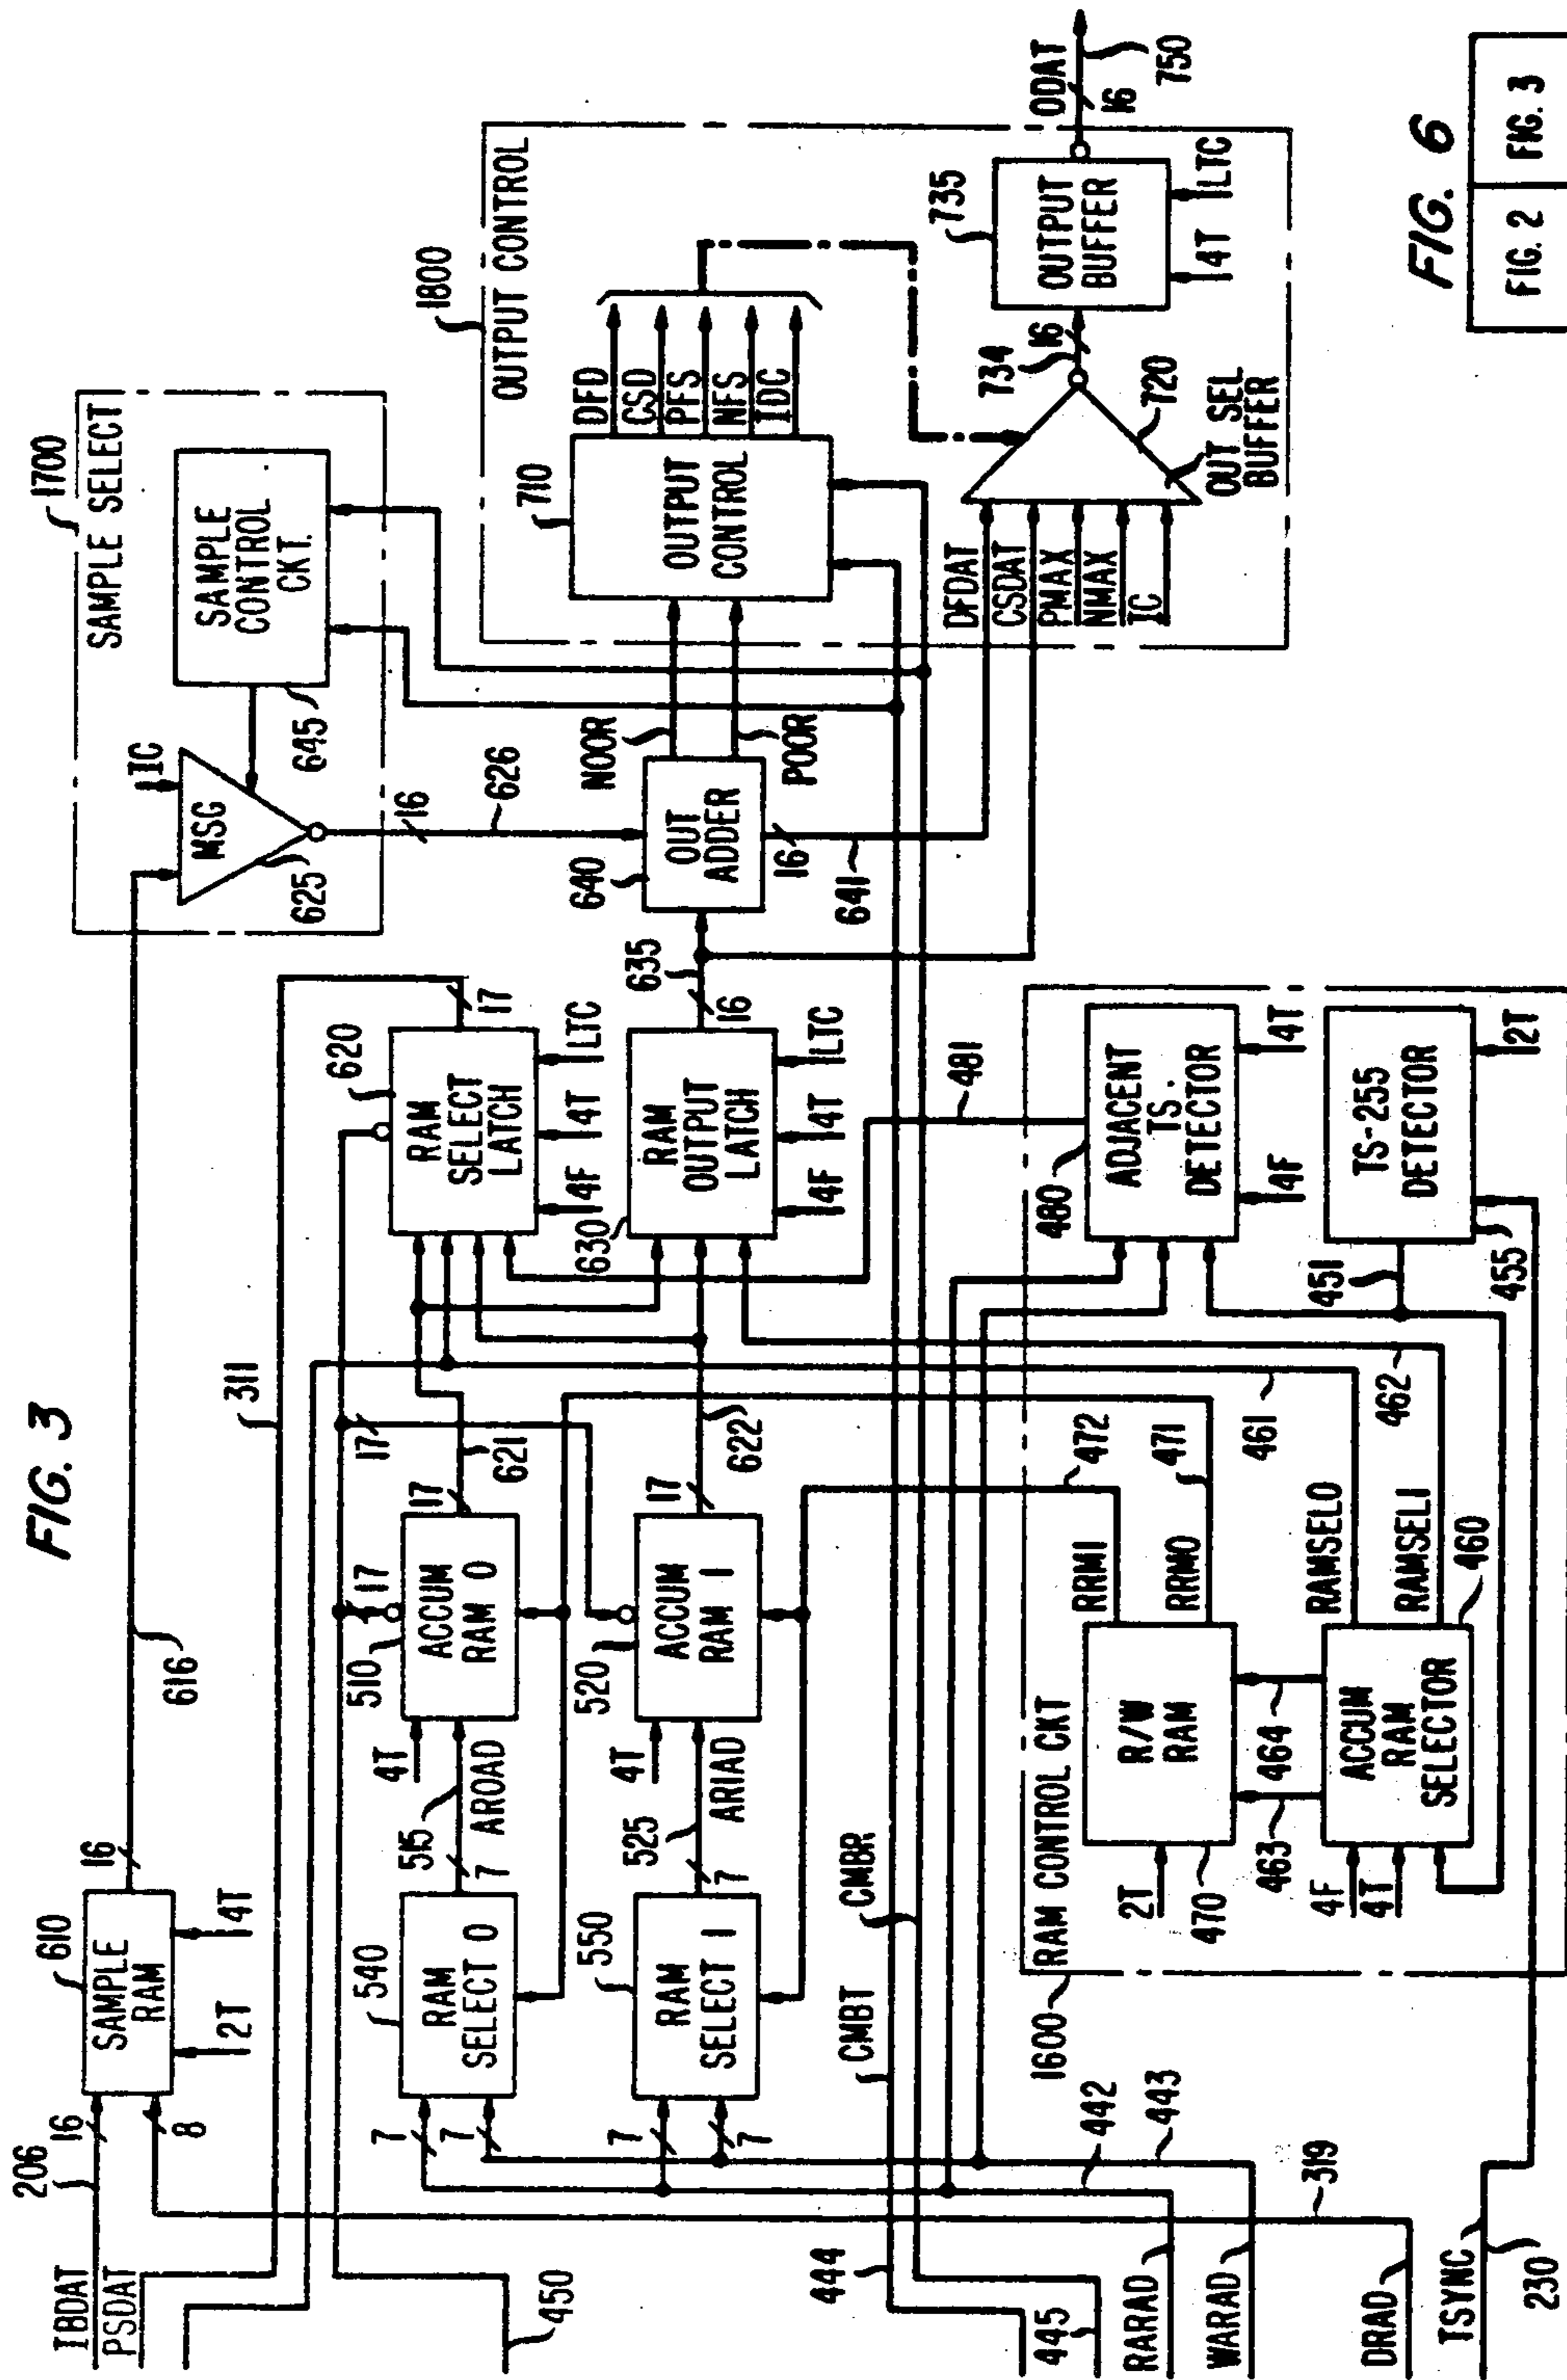 FIG. 3
206
IBDAT
16
PSDAT
8
610
SAMPLE
RAM
2T
4T
16
616
311
1700
SAMPLE SELECT
IC
MSG
625
SAMPLE
CONTROL
CKT.
645
16
626
450
7
7
540
RAM
SELECT 0
515
7
AROAD
4T
510
17
ACCUM
RAM 0
17
621
17
620
RAM
SELECT
LATCH
17
4F
4T
LTC
7
7
550
RAM
SELECT 1
525
7
AR1AD
4T
520
ACCUM
RAM 1
17
622
630
RAM
OUTPUT
LATCH
4F
4T
LTC
16
635
640
OUT
ADDER
NOOR
POOR
16
641
1800
OUTPUT CONTROL
710
OUTPUT
CONTROL
DFD
CSD
PFS
NFS
IDC
DFDAT
CSDAT
PMAX
NMAX
IC
734
16
720
OUT SEL
BUFFER
735
OUTPUT
BUFFER
4T
LTC
ODAT
16
750
444
445
CMBT
CMBR
RARAD
WARAD
442
443
319
DRAD
TSYNC
230
1600
RAM CONTROL CKT
2T
470
R/W
RAM
RRM1
RRM0
472
471
463
464
4F
4T
ACCUM
RAM
SELECTOR
RAMSEL0
RAMSEL1
460
461
462
480
ADJACENT
TS.
DETECTOR
481
4F
4T
451
455
TS-255
DETECTOR
2T
FIG. 6
FIG. 2
FIG. 3